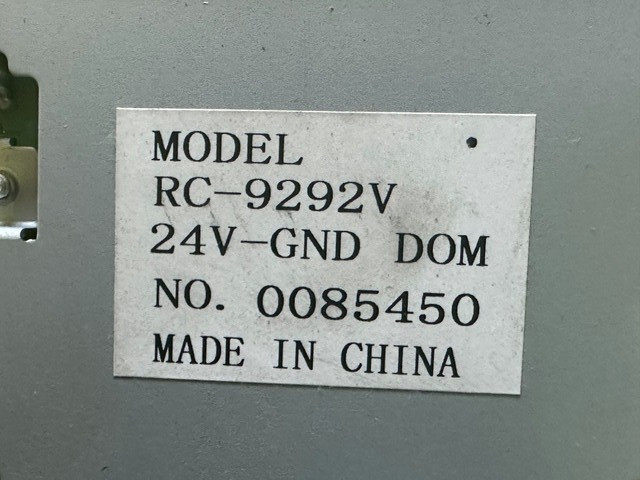 MODEL
RC-9292V
24V-GND DOM
NO. 0085450
MADE IN CHINA